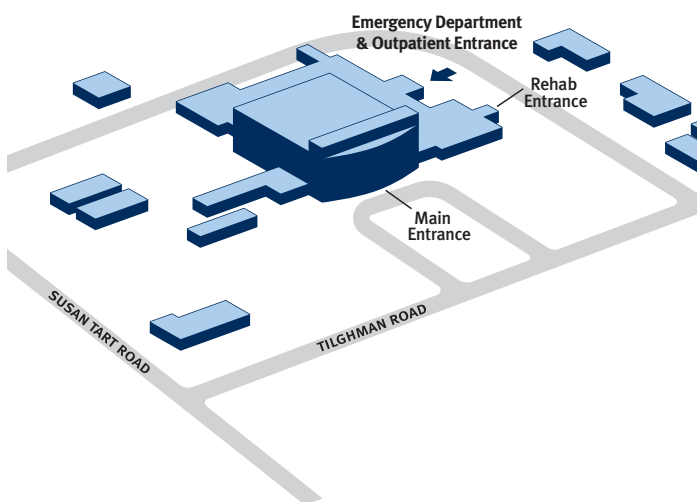 Emergency Department
& Outpatient Entrance
Rehab
Entrance
Main
Entrance
SUSAN TART ROAD
TILGHMAN ROAD